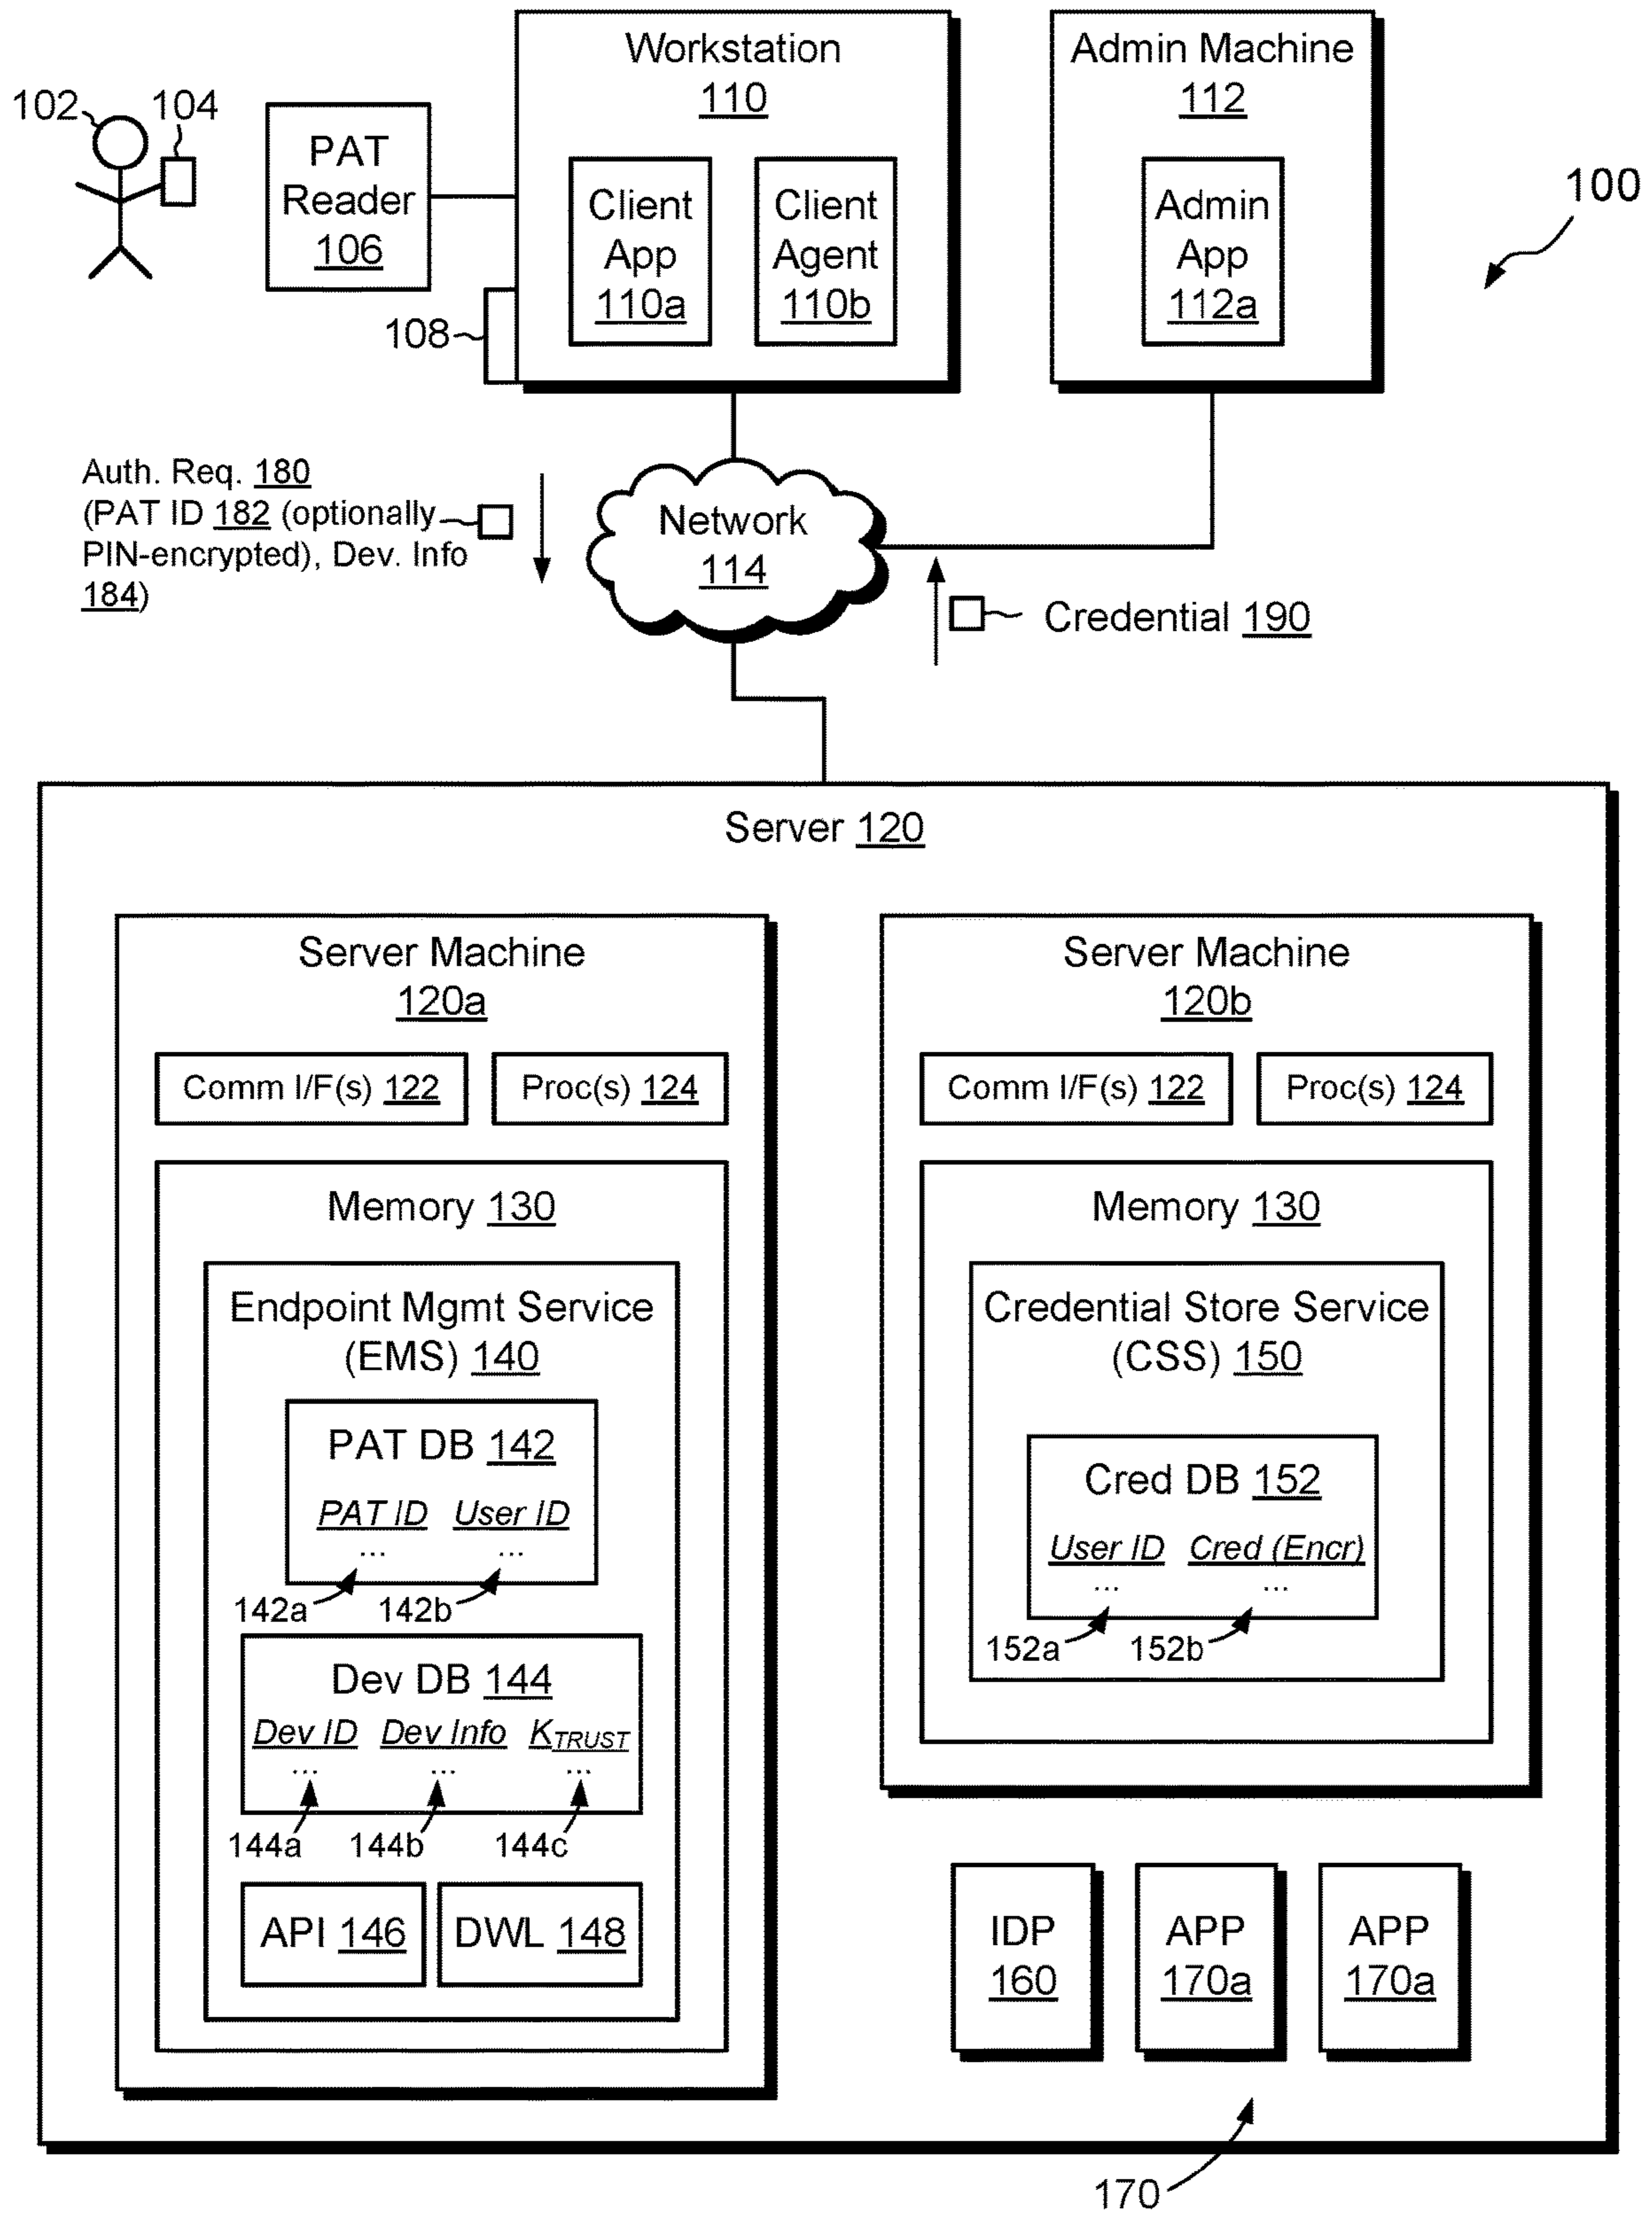 Workstation
110
Admin Machine
112
102
104
PAT
Reader
106
Client
App
110a
Client
Agent
110b
Admin
App
112a
100
108
Auth. Req. 180
(PAT ID 182 (optionally
PIN-encrypted), Dev. Info
184)
Network
114
Credential 190
Server 120
Server Machine
120a
Comm I/F(s) 122
Proc(s) 124
Memory 130
Endpoint Mgmt Service
(EMS) 140
PAT DB 142
PAT ID User ID
... ...
142a 142b
Dev DB 144
Dev ID Dev Info KTRUST
... ... ...
144a 144b 144c
API 146
DWL 148
Server Machine
120b
Comm I/F(s) 122
Proc(s) 124
Memory 130
Credential Store Service
(CSS) 150
Cred DB 152
User ID Cred (Encr)
... ...
152a 152b
IDP
160
APP
170a
APP
170a
170